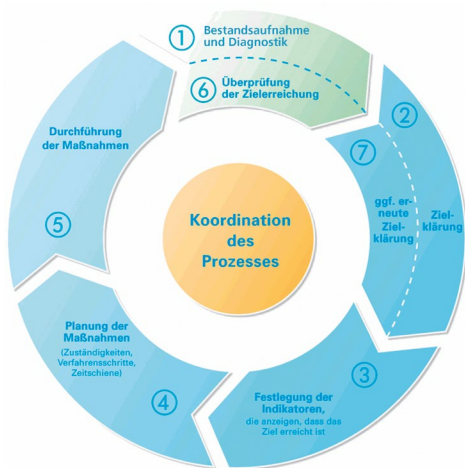 1 Bestandsaufnahme
und Diagnostik
6 Überprüfung
der Zielerreichung
2
Ziel-
klärung
7
ggf. er-
neute
Ziel-
klärung
3
Festlegung der
Indikatoren,
die anzeigen, dass das
Ziel erreicht ist
4
Planung der
Maßnahmen
(Zuständigkeiten,
Verfahrensschritte,
Zeitschiene)
5
Durchführung
der Maßnahmen
Koordination
des
Prozesses